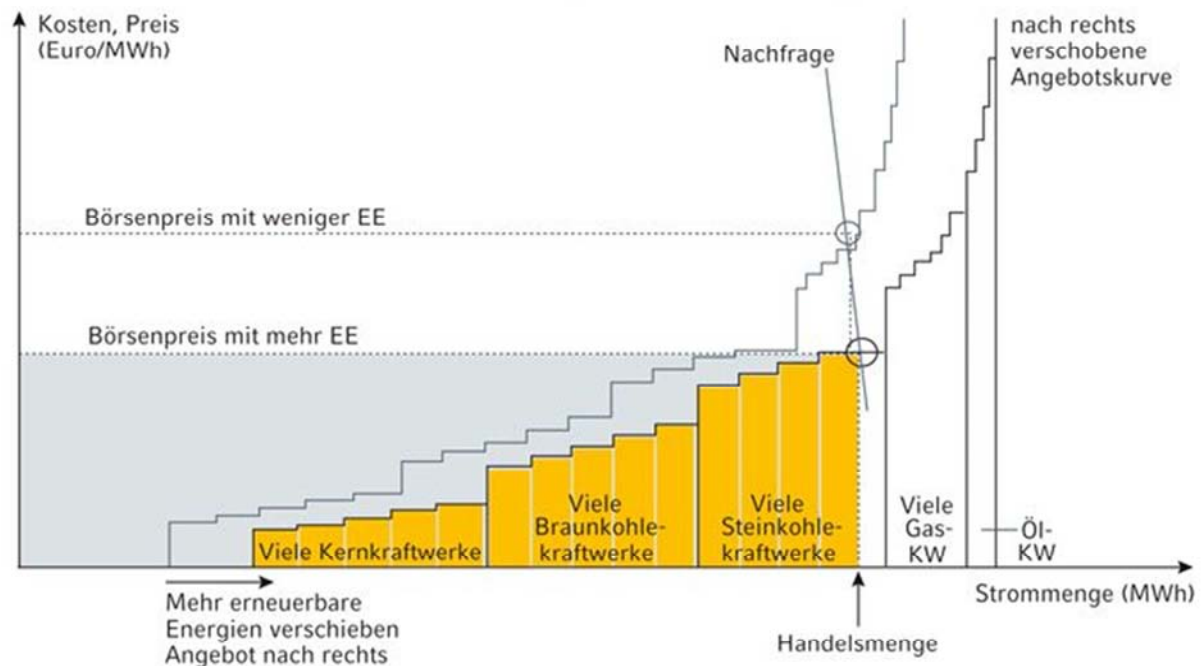 Kosten, Preis
(Euro/MWh)
Nachfrage
nach rechts
verschobene
Angebotskurve
Börsenpreis mit weniger EE
Börsenpreis mit mehr EE
Viele Kernkraftwerke
Viele
Braunkohle-
kraftwerke
Viele
Steinkohle-
kraftwerke
Viele
Gas-
KW
Öl-
KW
Mehr erneuerbare
Energien verschieben
Angebot nach rechts
Handelsmenge
Strommenge (MWh)